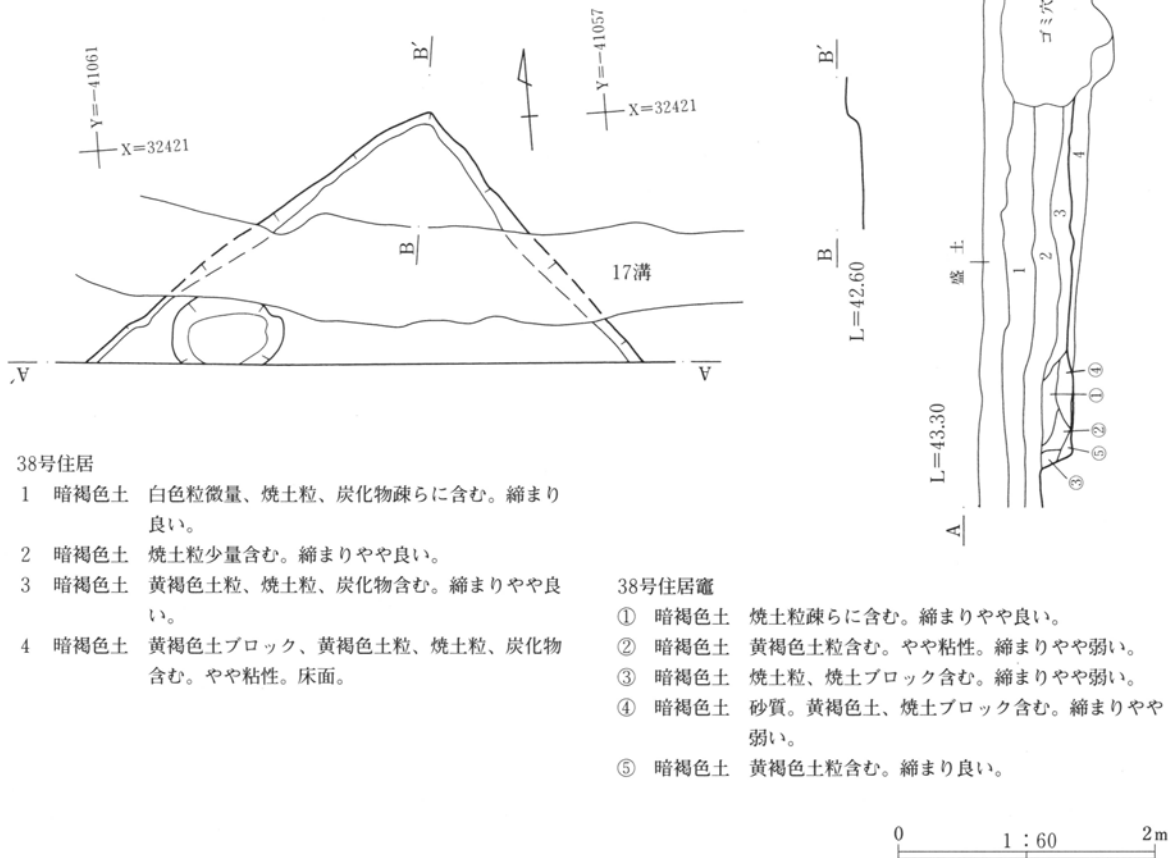 Y=-41061
X=32421
B′
Y=-41057
X=32421
B
17溝
A′
A
B′
B
L=42.60
ゴミ穴
盛土
1
2
3
4
④
①
②
⑤
③
L=43.30
A
38号住居
1 暗褐色土 白色粒微量、焼土粒、炭化物疎らに含む。締まり
良い。
2 暗褐色土 焼土粒少量含む。締まりやや良い。
3 暗褐色土 黄褐色土粒、焼土粒、炭化物含む。締まりやや良
い。
4 暗褐色土 黄褐色土ブロック、黄褐色土粒、焼土粒、炭化物
含む。やや粘性。床面。
38号住居竈
① 暗褐色土 焼土粒疎らに含む。締まりやや良い。
② 暗褐色土 黄褐色土粒含む。やや粘性。締まりやや弱い。
③ 暗褐色土 焼土粒、焼土ブロック含む。締まりやや弱い。
④ 暗褐色土 砂質。黄褐色土、焼土ブロック含む。締まりやや
弱い。
⑤ 暗褐色土 黄褐色土粒含む。締まり良い。
0 1：60 2m